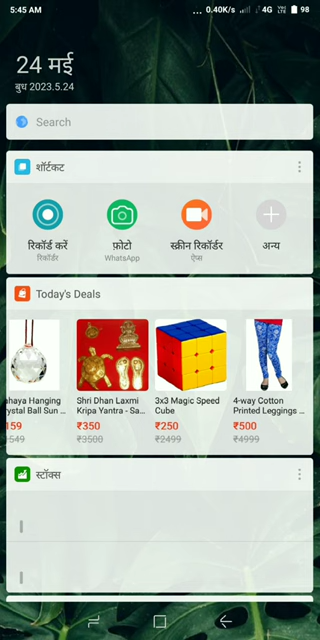 5:45 AM ... 0.40K/s 4G VoLTE 98
24 मई
बुध 2023.5.24
Search
शॉर्टकट
रिकॉर्ड करें फ़ोटो स्क्रीन रिकॉर्डर अन्य
रिकॉर्डर WhatsApp ऐप्स
Today's Deals
ahaya Hanging Shri Dhan Laxmi 3x3 Magic Speed 4-way Cotton
rystal Ball Sun ... Kripa Yantra - Sa... Cube Printed Leggings ...
159 ₹350 ₹250 ₹500
549 ₹3500 ₹2499 ₹4999
स्टॉक्स